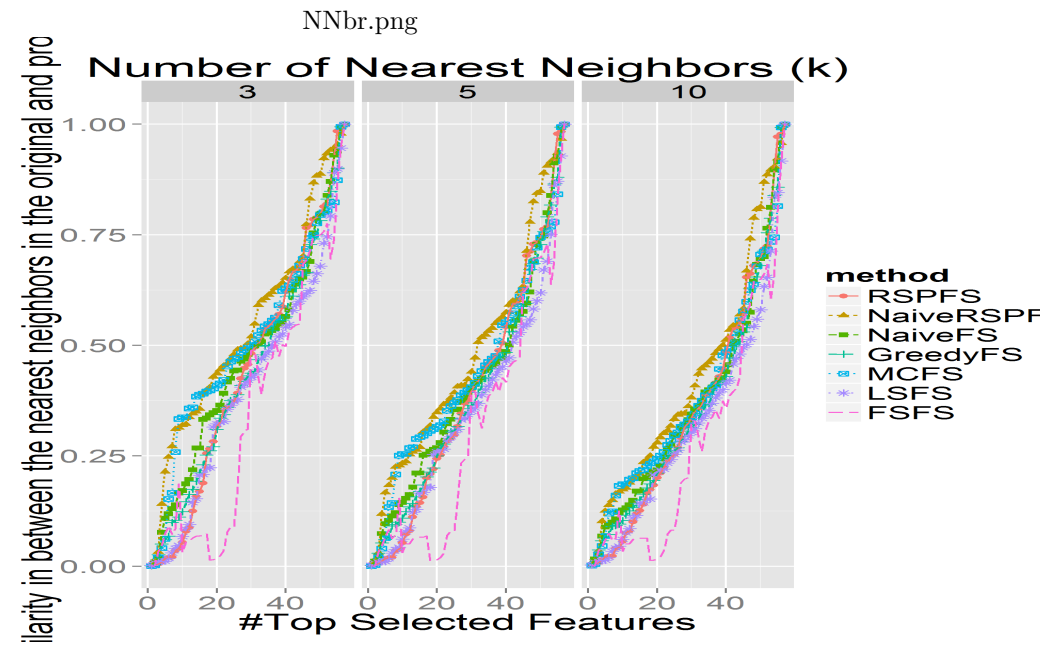 NNbr.png
Number of Nearest Neighbors (k)
3 5 10
ilarity in between the nearest neighbors in the original and pro
1.00
0.75
0.50
0.25
0.00
0 20 40 0 20 40 0 20 40
#Top Selected Features
method
RSPFS
NaiveRSPF
NaiveFS
GreedyFS
MCFS
LSFS
FSFS